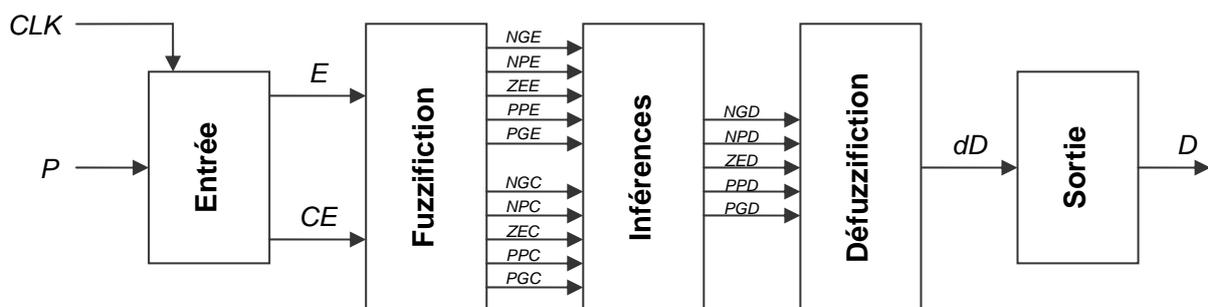 CLK
P
Entrée
E
CE
Fuzzifiction
NGE
NPE
ZEE
PPE
PGE
NGC
NPC
ZEC
PPC
PGC
Inférences
NGD
NPD
ZED
PPD
PGD
Défuzzifiction
dD
Sortie
D